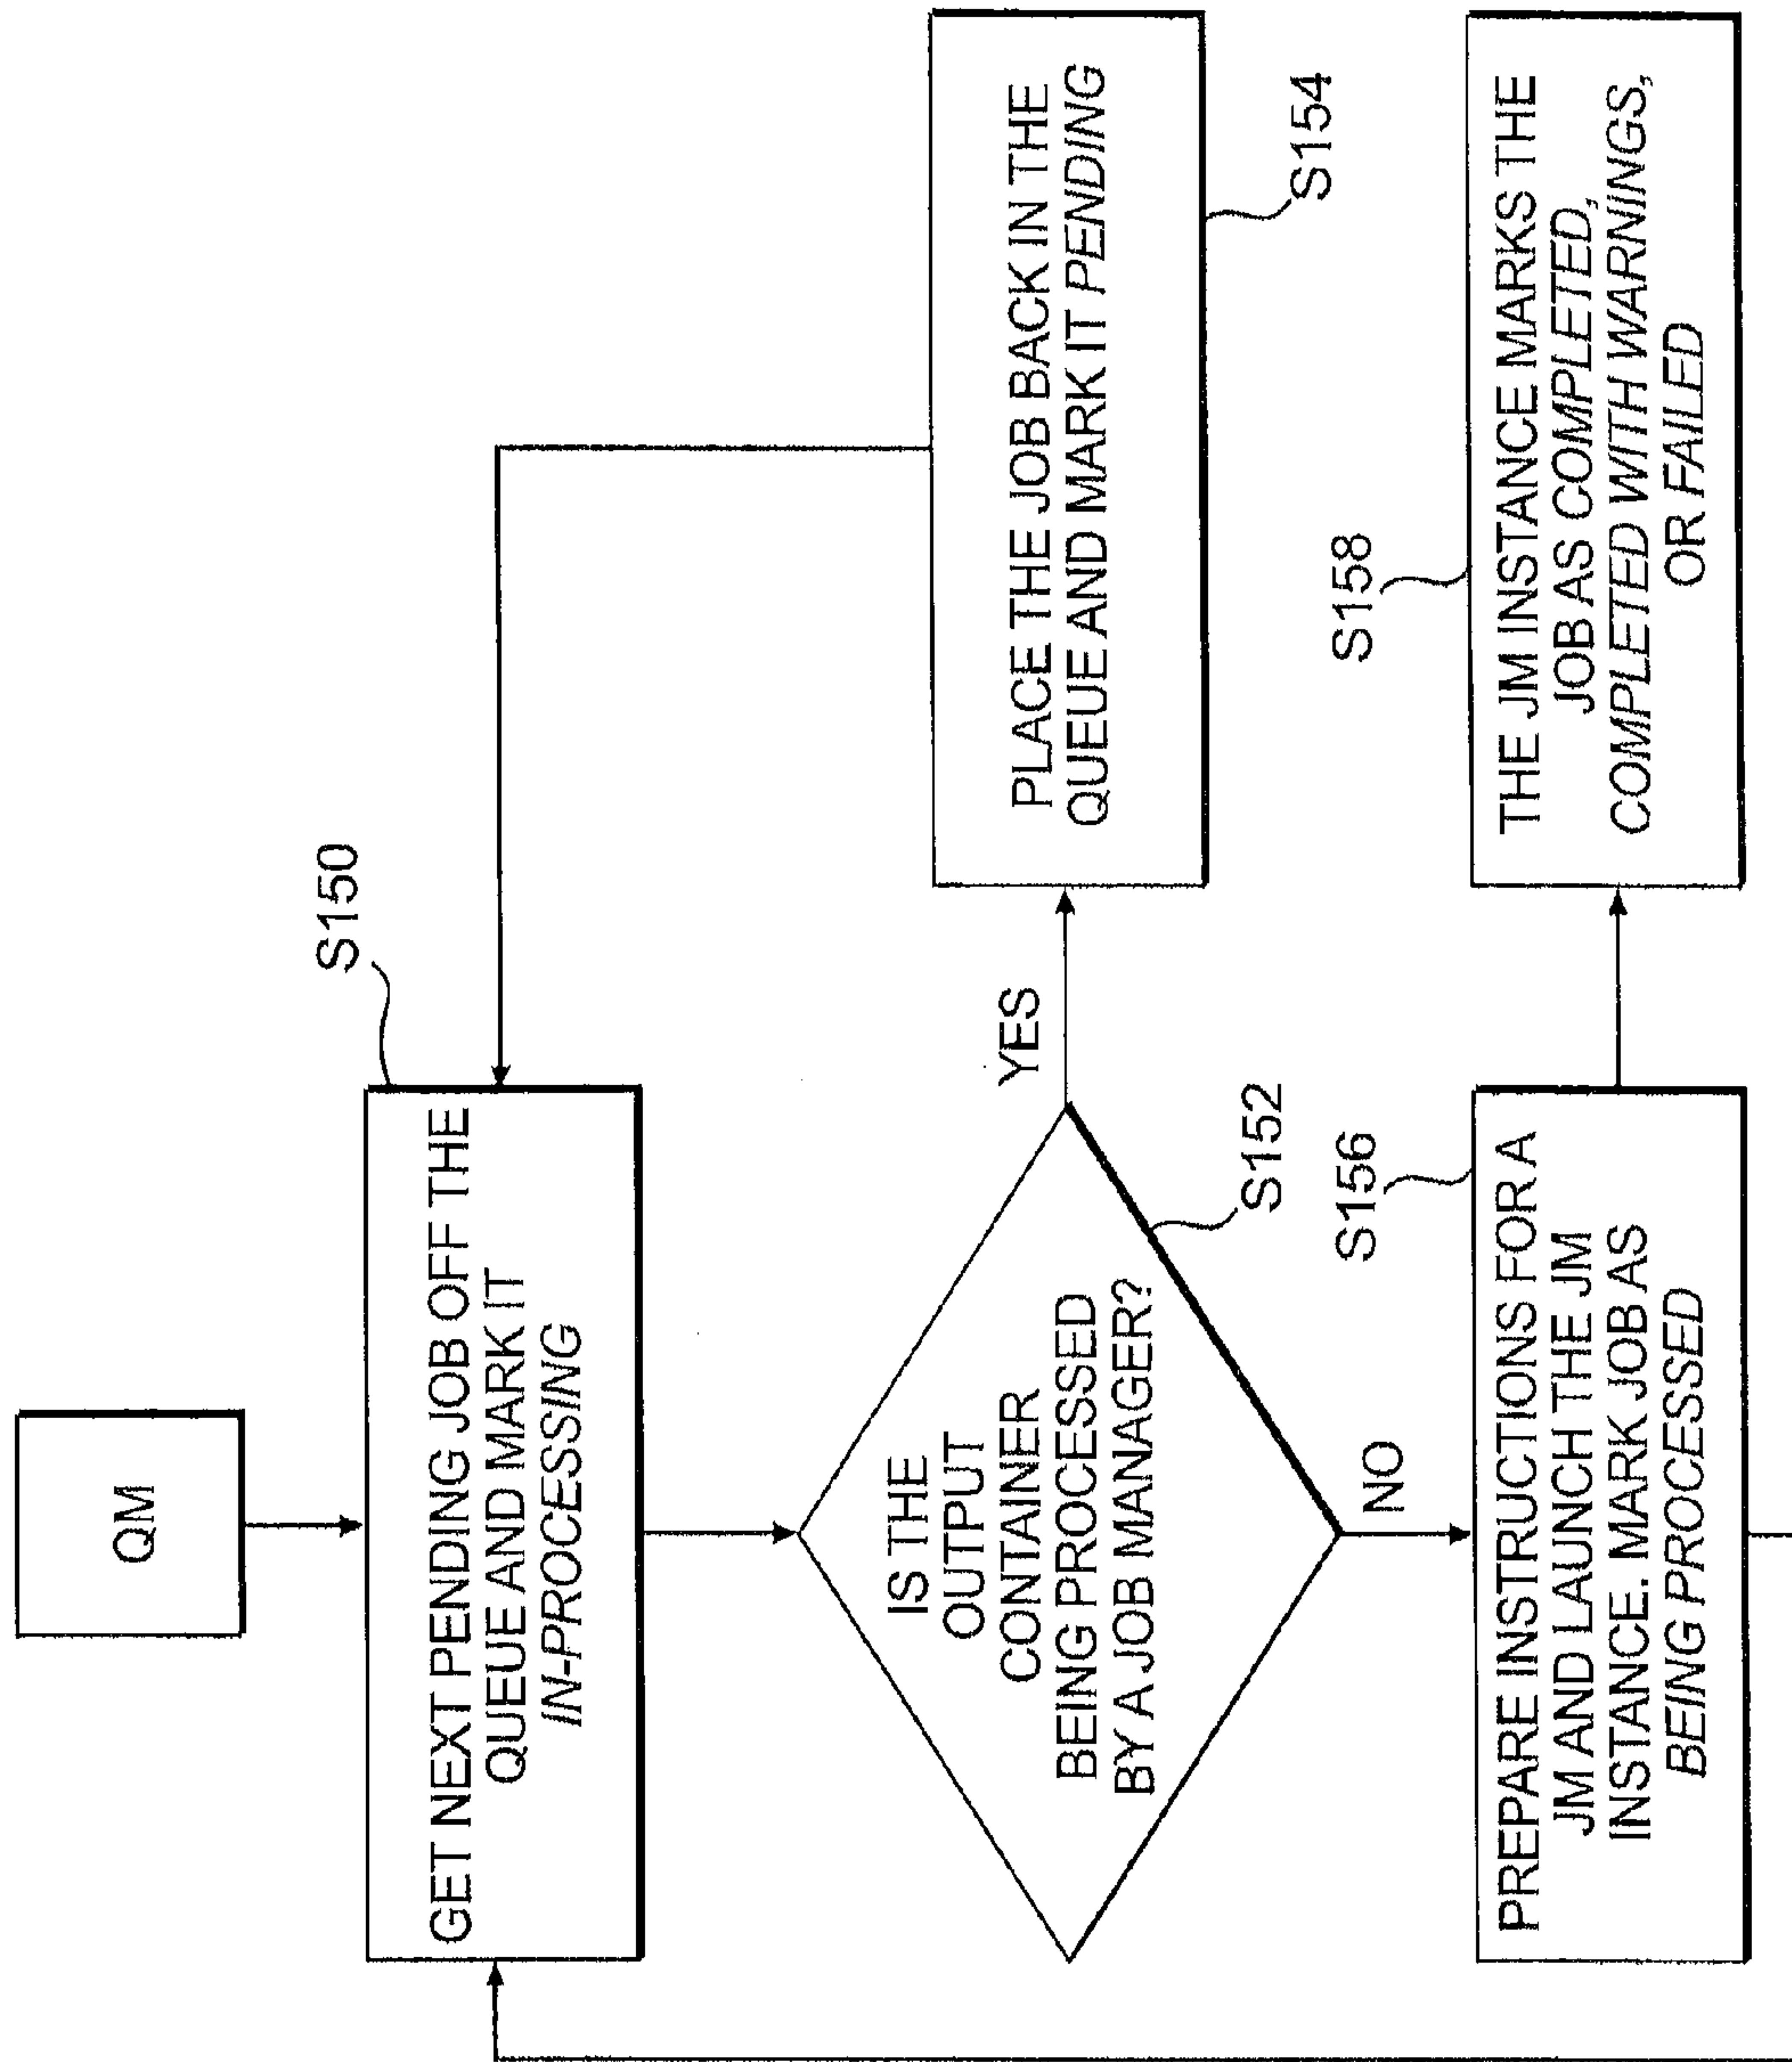 QM
S150
GET NEXT PENDING JOB OFF THE
QUEUE AND MARK IT
IN-PROCESSING
IS THE
OUTPUT
CONTAINER
BEING PROCESSED
BY A JOB MANAGER?
YES
S152
PLACE THE JOB BACK IN THE
QUEUE AND MARK IT PENDING
S154
NO
S156
PREPARE INSTRUCTIONS FOR A
JM AND LAUNCH THE JM
INSTANCE. MARK JOB AS
BEING PROCESSED
S158
THE JM INSTANCE MARKS THE
JOB AS COMPLETED,
COMPLETED WITH WARNINGS,
OR FAILED